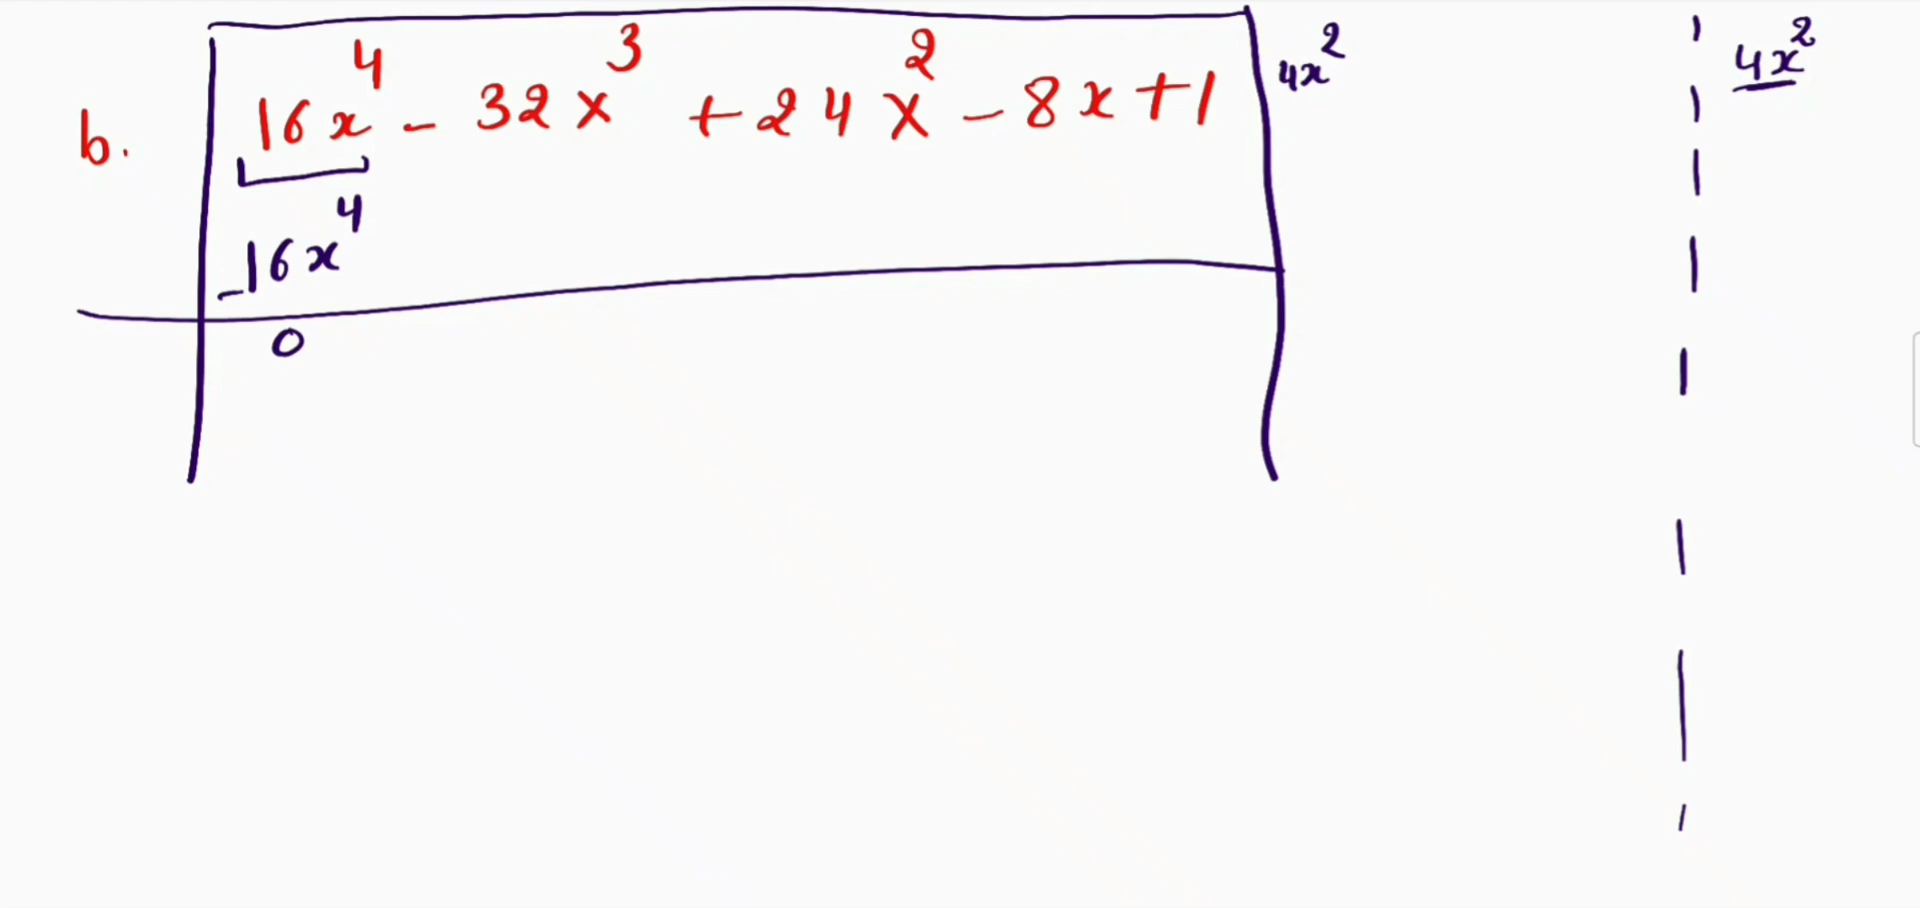 b. 16x⁴ - 32x³ + 24x² - 8x + 1 4x² 4x²
-16x⁴
0